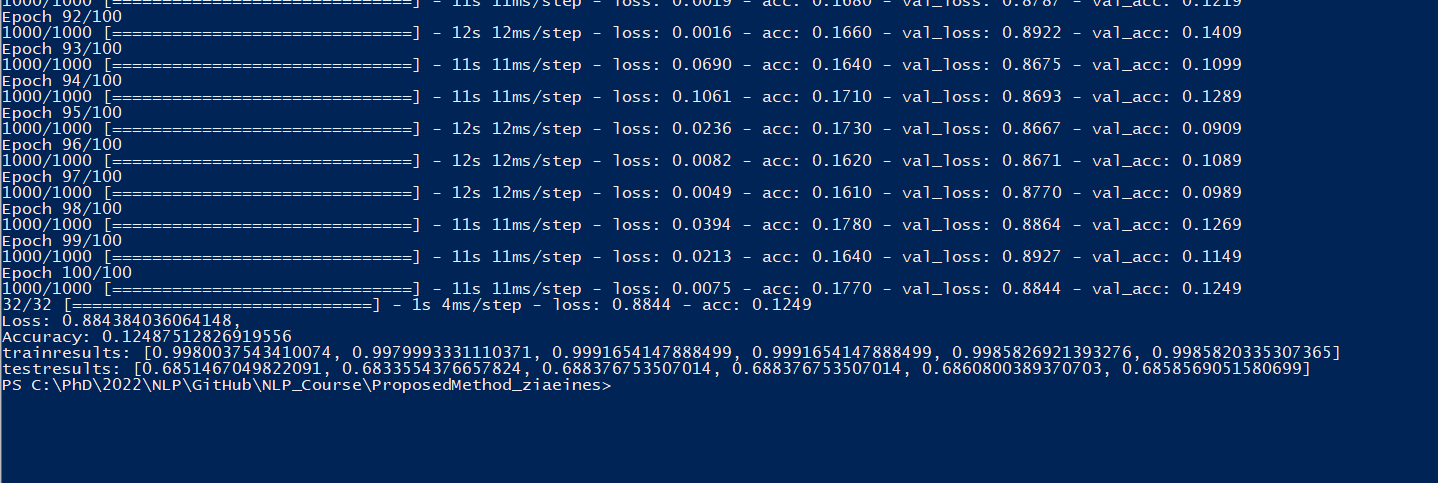 1000/1000 [==============================] - 11s 11ms/step - loss: 0.0019 - acc: 0.1680 - val_loss: 0.8787 - val_acc: 0.1219
Epoch 92/100
1000/1000 [==============================] - 12s 12ms/step - loss: 0.0016 - acc: 0.1660 - val_loss: 0.8922 - val_acc: 0.1409
Epoch 93/100
1000/1000 [==============================] - 11s 11ms/step - loss: 0.0690 - acc: 0.1640 - val_loss: 0.8675 - val_acc: 0.1099
Epoch 94/100
1000/1000 [==============================] - 11s 11ms/step - loss: 0.1061 - acc: 0.1710 - val_loss: 0.8693 - val_acc: 0.1289
Epoch 95/100
1000/1000 [==============================] - 12s 12ms/step - loss: 0.0236 - acc: 0.1730 - val_loss: 0.8667 - val_acc: 0.0909
Epoch 96/100
1000/1000 [==============================] - 12s 12ms/step - loss: 0.0082 - acc: 0.1620 - val_loss: 0.8671 - val_acc: 0.1089
Epoch 97/100
1000/1000 [==============================] - 12s 12ms/step - loss: 0.0049 - acc: 0.1610 - val_loss: 0.8770 - val_acc: 0.0989
Epoch 98/100
1000/1000 [==============================] - 11s 11ms/step - loss: 0.0394 - acc: 0.1780 - val_loss: 0.8864 - val_acc: 0.1269
Epoch 99/100
1000/1000 [==============================] - 11s 11ms/step - loss: 0.0213 - acc: 0.1640 - val_loss: 0.8927 - val_acc: 0.1149
Epoch 100/100
1000/1000 [==============================] - 11s 11ms/step - loss: 0.0075 - acc: 0.1770 - val_loss: 0.8844 - val_acc: 0.1249
32/32 [==============================] - 1s 4ms/step - loss: 0.8844 - acc: 0.1249
Loss: 0.884384036064148,
Accuracy: 0.12487512826919556
trainresults: [0.9980037543410074, 0.9979993331110371, 0.9991654147888499, 0.9991654147888499, 0.9985826921393276, 0.9985820335307365]
testresults: [0.6851467049822091, 0.6833554376657824, 0.688376753507014, 0.688376753507014, 0.6860800389370703, 0.6858569051580699]
PS C:\PhD\2022\NLP\GitHub\NLP_Course\ProposedMethod_ziaeines>